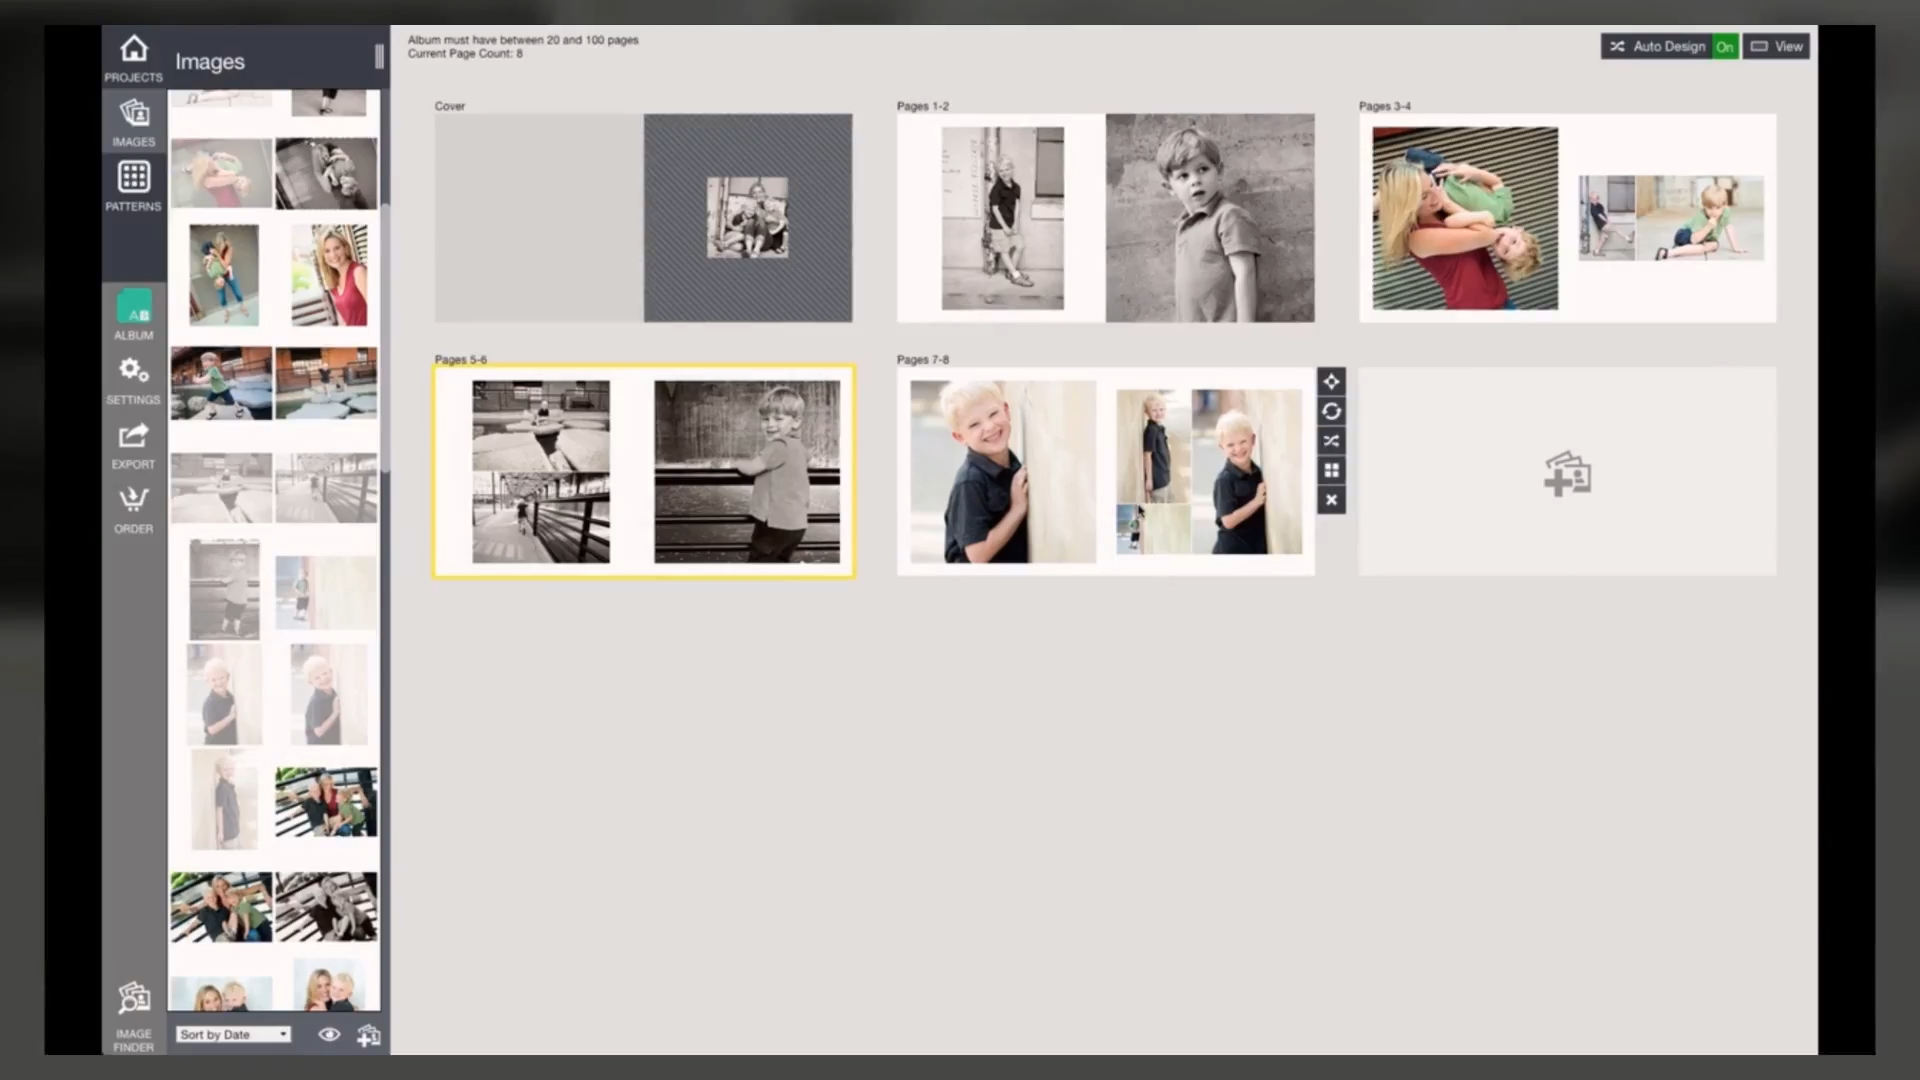 PROJECTS
IMAGES
PATTERNS
AB
ALBUM
SETTINGS
EXPORT
ORDER
IMAGE
FINDER
Images
Sort by Date
Album must have between 20 and 100 pages
Current Page Count: 8
Auto Design On
View
Cover
Pages 1-2
Pages 3-4
Pages 5-6
Pages 7-8